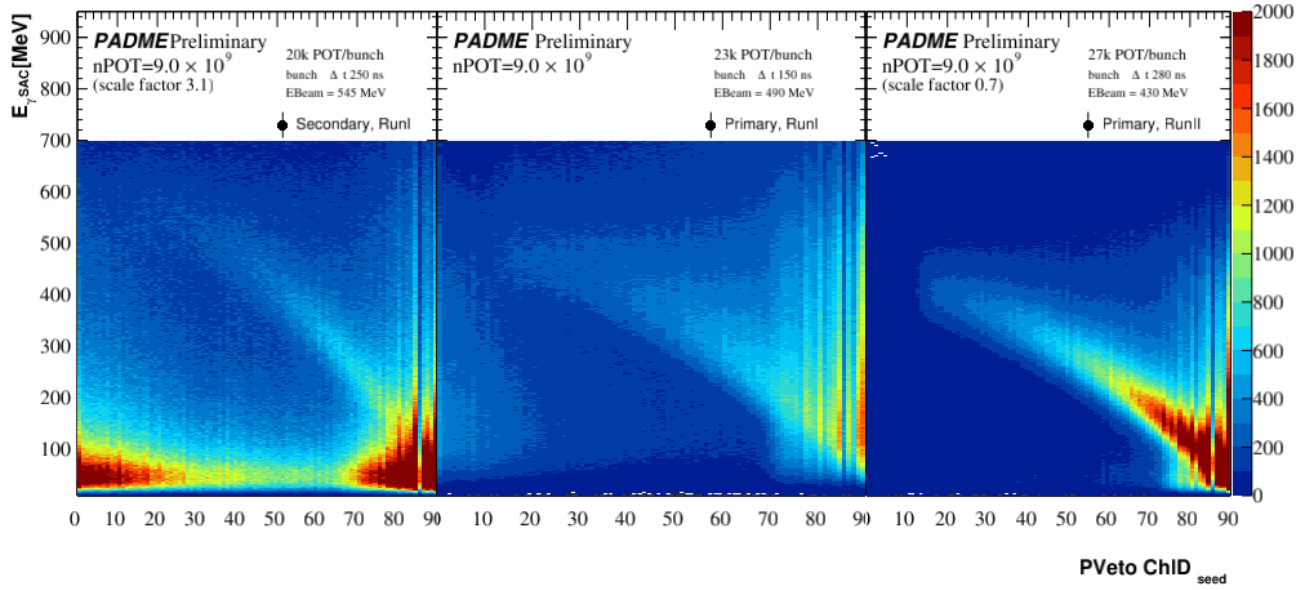 E γ SAC [MeV]
900
800
700
600
500
400
300
200
100
PADME Preliminary
nPOT=9.0 × 10^9
(scale factor 3.1)
20k POT/bunch
bunch Δ t 250 ns
EBeam = 545 MeV
Secondary, RunI
PADME Preliminary
nPOT=9.0 × 10^9
23k POT/bunch
bunch Δ t 150 ns
EBeam = 490 MeV
Primary, RunI
PADME Preliminary
nPOT=9.0 × 10^9
(scale factor 0.7)
27k POT/bunch
bunch Δ t 280 ns
EBeam = 430 MeV
Primary, RunII
2000
1800
1600
1400
1200
1000
800
600
400
200
0
0 10 20 30 40 50 60 70 80 90 10 20 30 40 50 60 70 80 90 10 20 30 40 50 60 70 80 90
PVeto ChID seed